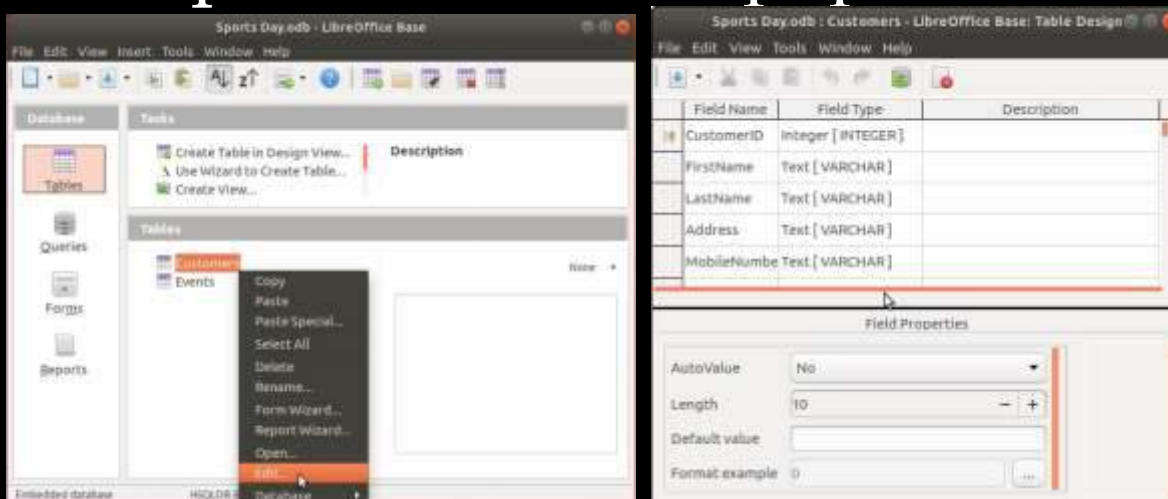 Sports Day.odb - LibreOffice Base
File Edit View Insert Tools Window Help
Database
Tasks
Tables
Queries
Forms
Reports
Create Table in Design View...
Use Wizard to Create Table...
Create View...
Description
Tables
Customers
Events
None
Copy
Paste
Paste Special...
Select All
Delete
Rename...
Form Wizard...
Report Wizard...
Open...
Edit...
Database
Embedded database
HSQLDB
Sports Day.odb : Customers - LibreOffice Base: Table Design
File Edit View Tools Window Help
Field Name Field Type Description
CustomerID Integer [ INTEGER ]
FirstName Text [ VARCHAR ]
LastName Text [ VARCHAR ]
Address Text [ VARCHAR ]
MobileNumbe Text [ VARCHAR ]
Field Properties
AutoValue No
Length 10
Default value
Format example 0
...